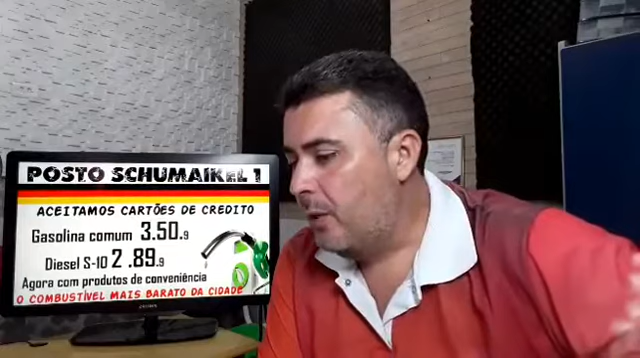 POSTO SCHUMAIKEL 1
ACEITAMOS CARTÕES DE CREDITO
Gasolina comum 3.50.9
Diesel S-10 2.89.9
Agora com produtos de conveniência
O COMBUSTÍVEL MAIS BARATO DA CIDADE